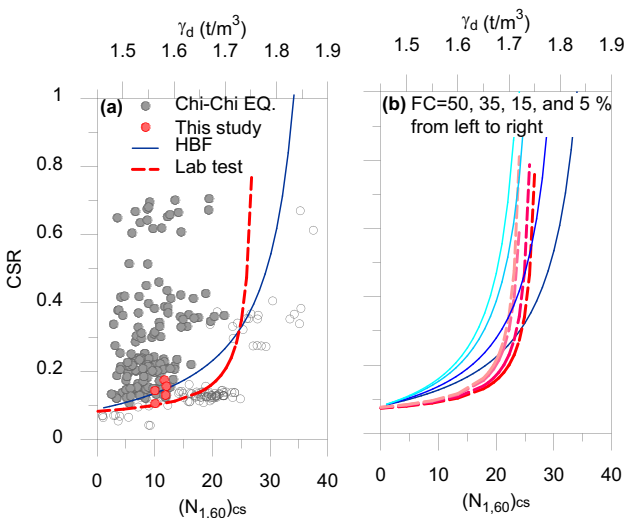 γd (t/m³)
1.5 1.6 1.7 1.8 1.9
(a)
Chi-Chi EQ.
This study
HBF
Lab test
CSR
1
0.8
0.6
0.4
0.2
0
0 10 20 30 40
(N1,60)cs
γd (t/m³)
1.5 1.6 1.7 1.8 1.9
(b) FC=50, 35, 15, and 5 %
from left to right
0 10 20 30 40
(N1,60)cs